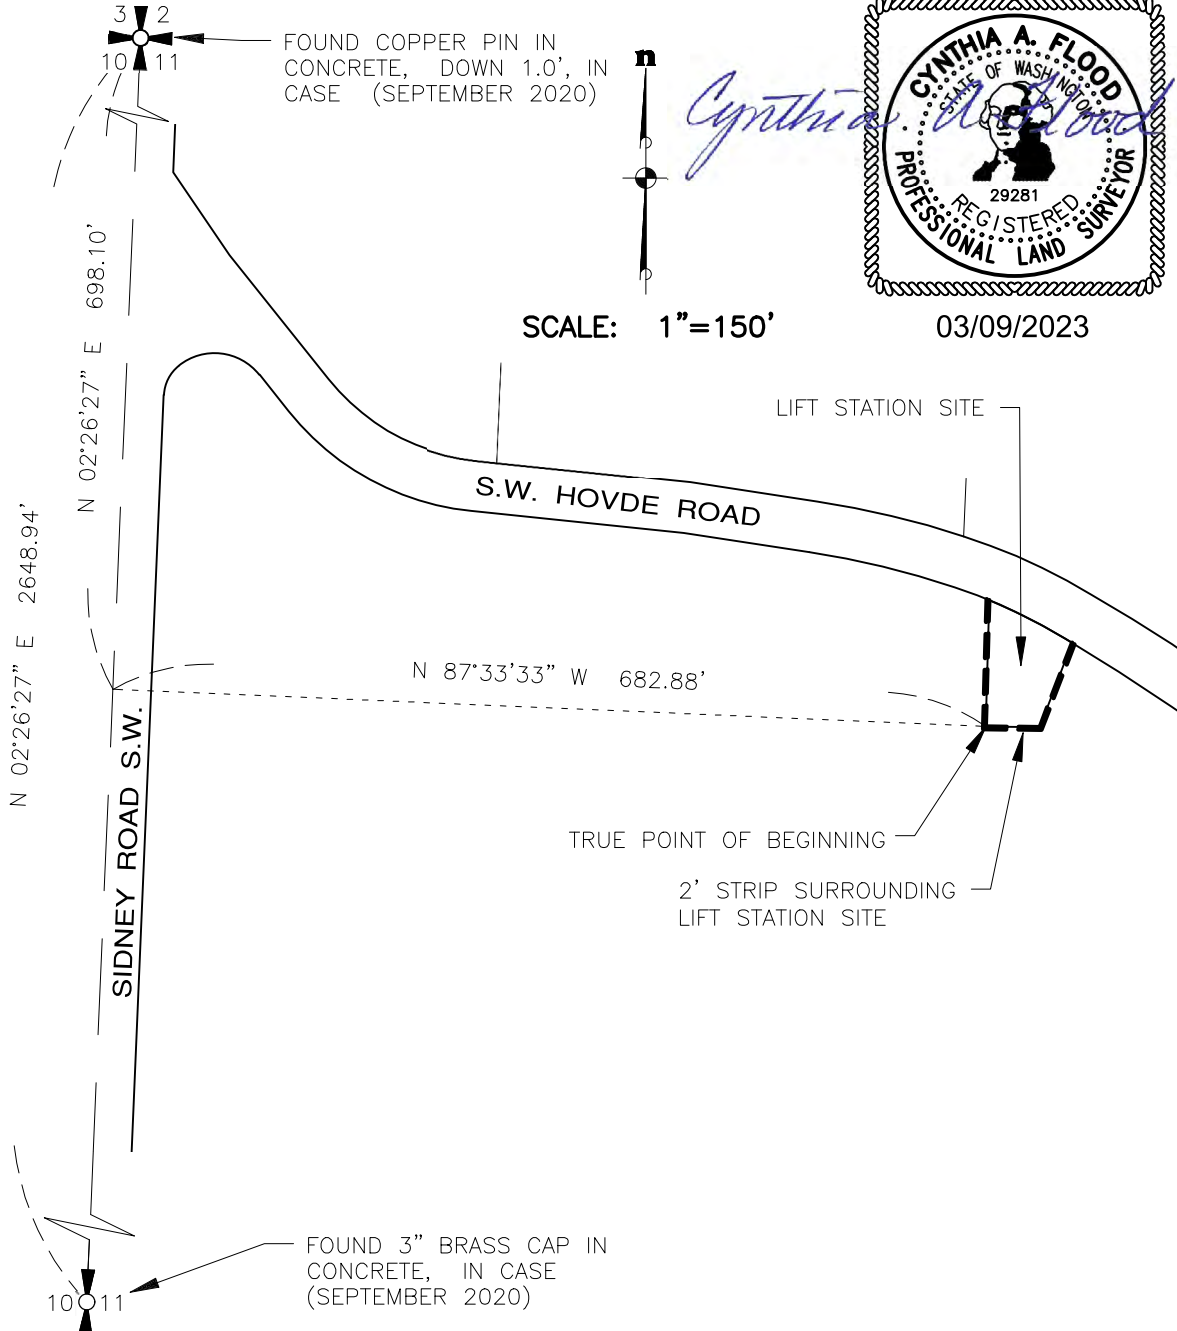 3 2
10 11
FOUND COPPER PIN IN
CONCRETE, DOWN 1.0', IN
CASE (SEPTEMBER 2020)
n
Cynthia A. Flood
CYNTHIA A. FLOOD
STATE OF WASHINGTON
29281
REGISTERED
PROFESSIONAL LAND SURVEYOR
SCALE: 1"=150'
03/09/2023
N 02°26'27" E 698.10'
LIFT STATION SITE
S.W. HOVDE ROAD
N 02°26'27" E 2648.94'
N 87°33'33" W 682.88'
SIDNEY ROAD S.W.
TRUE POINT OF BEGINNING
2' STRIP SURROUNDING
LIFT STATION SITE
FOUND 3" BRASS CAP IN
CONCRETE, IN CASE
(SEPTEMBER 2020)
10 11